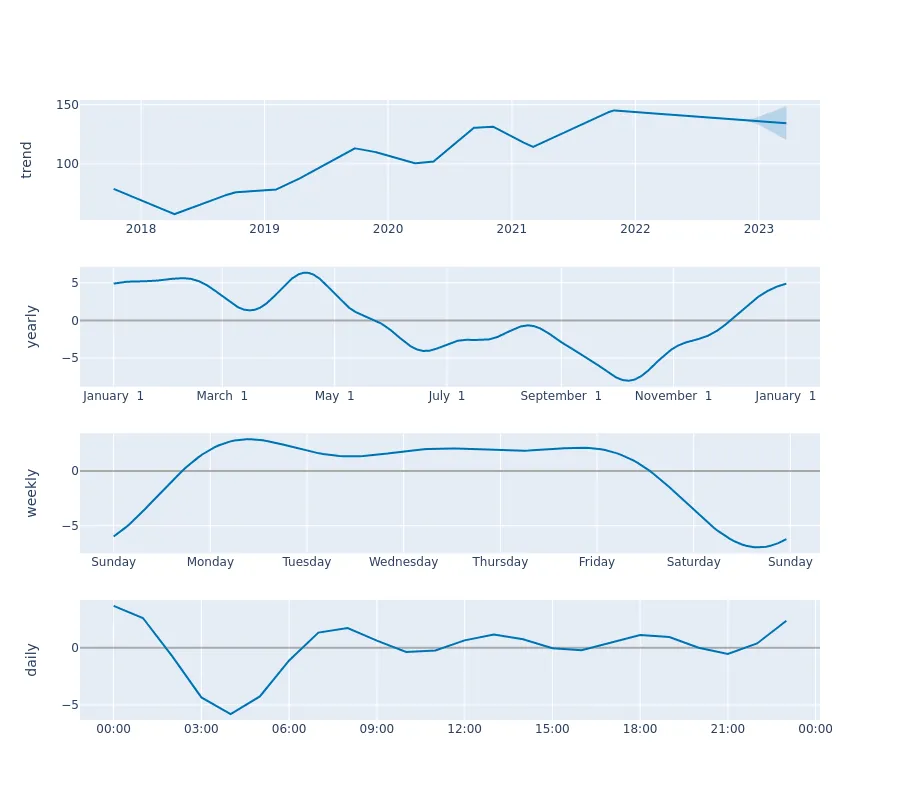 trend
150
100
2018 2019 2020 2021 2022 2023
yearly
5
0
−5
January 1 March 1 May 1 July 1 September 1 November 1 January 1
weekly
0
−5
Sunday Monday Tuesday Wednesday Thursday Friday Saturday Sunday
daily
0
−5
00:00 03:00 06:00 09:00 12:00 15:00 18:00 21:00 00:00